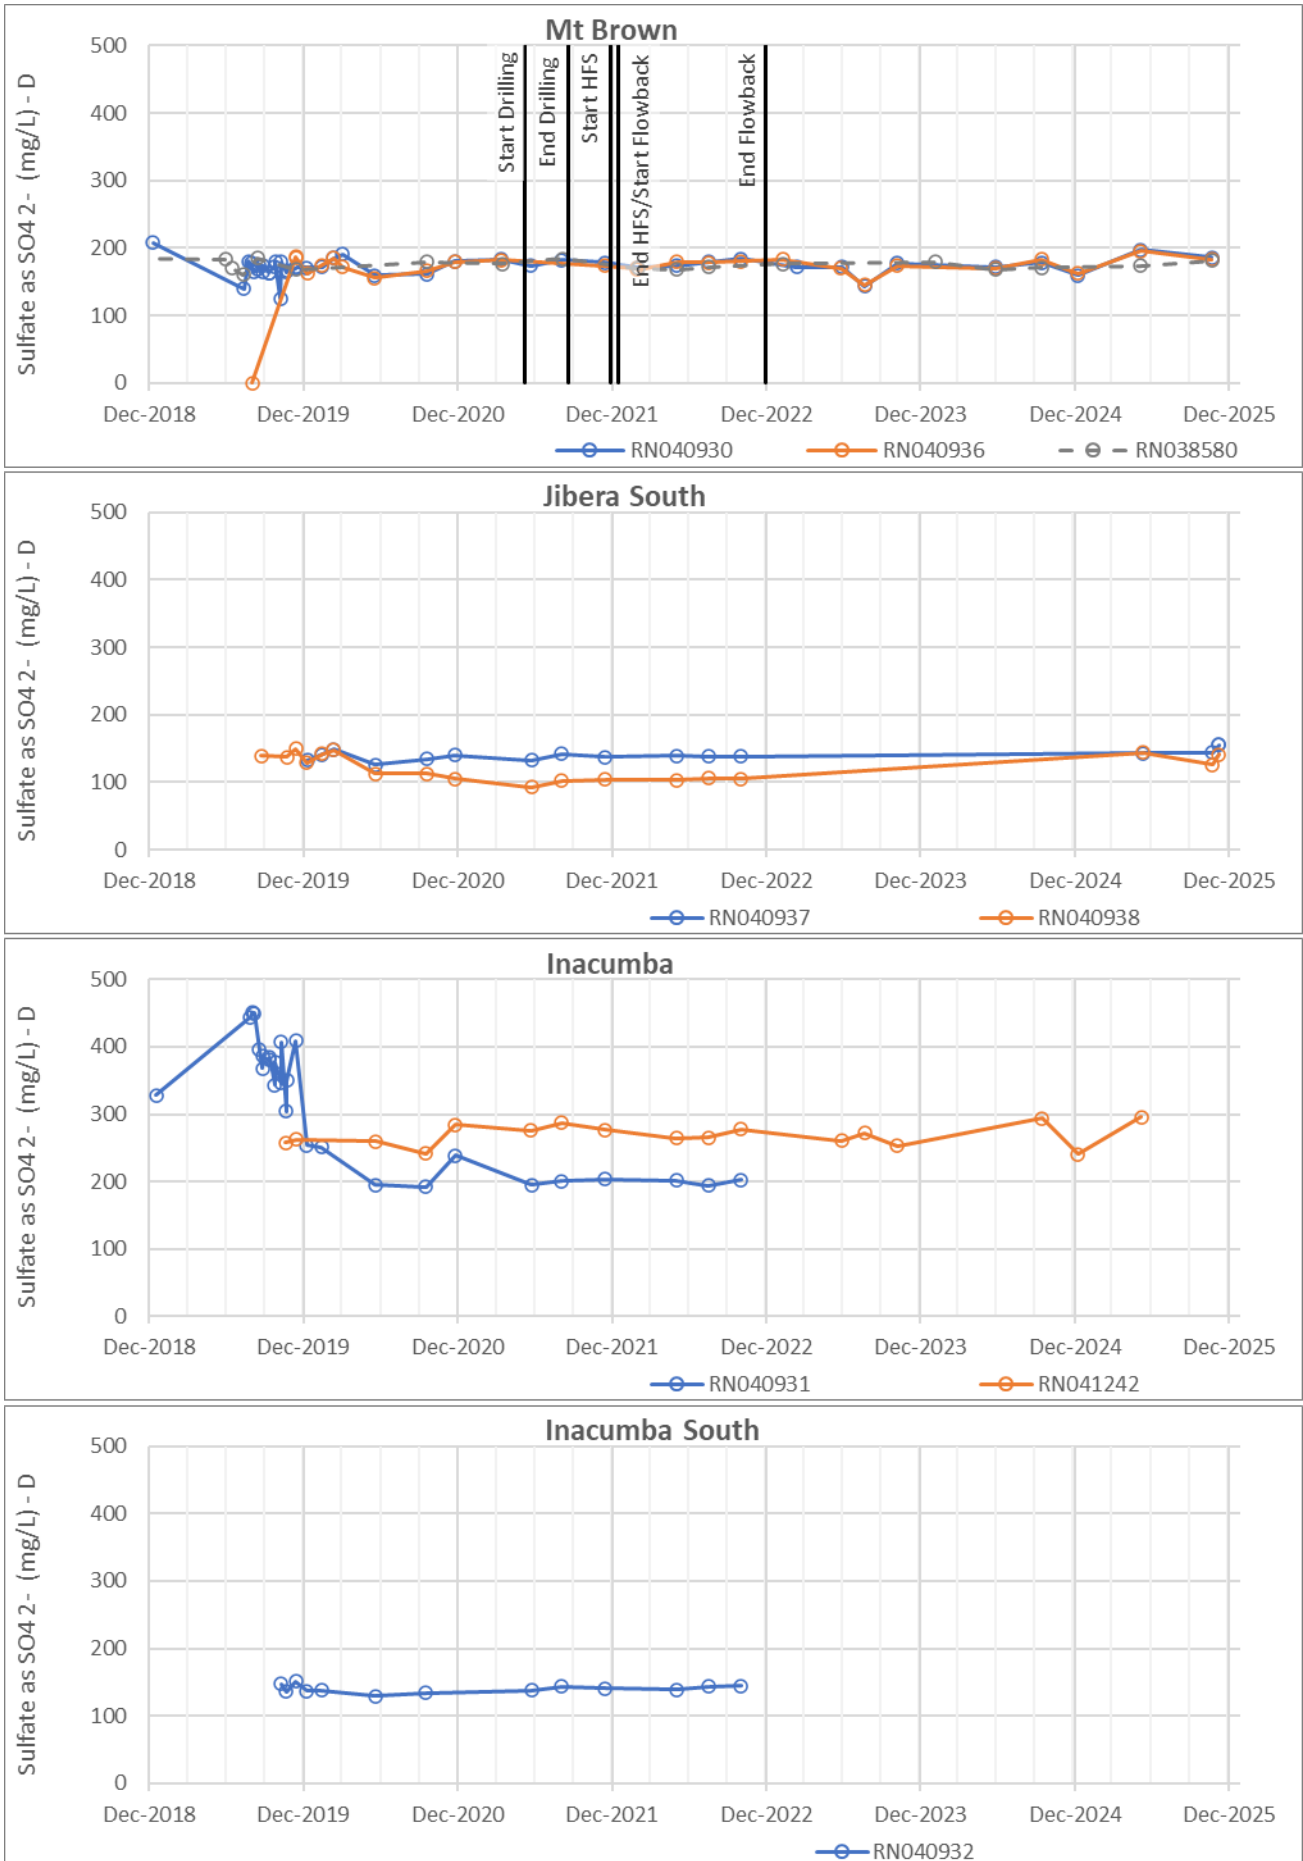 Mt Brown
Sulfate as SO4 2- (mg/L) - D
500
400
300
200
100
0
Start Drilling
End Drilling
Start HFS
End HFS/Start Flowback
End Flowback
Dec-2018 Dec-2019 Dec-2020 Dec-2021 Dec-2022 Dec-2023 Dec-2024 Dec-2025
RN040930 RN040936 RN038580
Jibera South
Sulfate as SO4 2- (mg/L) - D
500
400
300
200
100
0
Dec-2018 Dec-2019 Dec-2020 Dec-2021 Dec-2022 Dec-2023 Dec-2024 Dec-2025
RN040937 RN040938
Inacumba
Sulfate as SO4 2- (mg/L) - D
500
400
300
200
100
0
Dec-2018 Dec-2019 Dec-2020 Dec-2021 Dec-2022 Dec-2023 Dec-2024 Dec-2025
RN040931 RN041242
Inacumba South
Sulfate as SO4 2- (mg/L) - D
500
400
300
200
100
0
Dec-2018 Dec-2019 Dec-2020 Dec-2021 Dec-2022 Dec-2023 Dec-2024 Dec-2025
RN040932